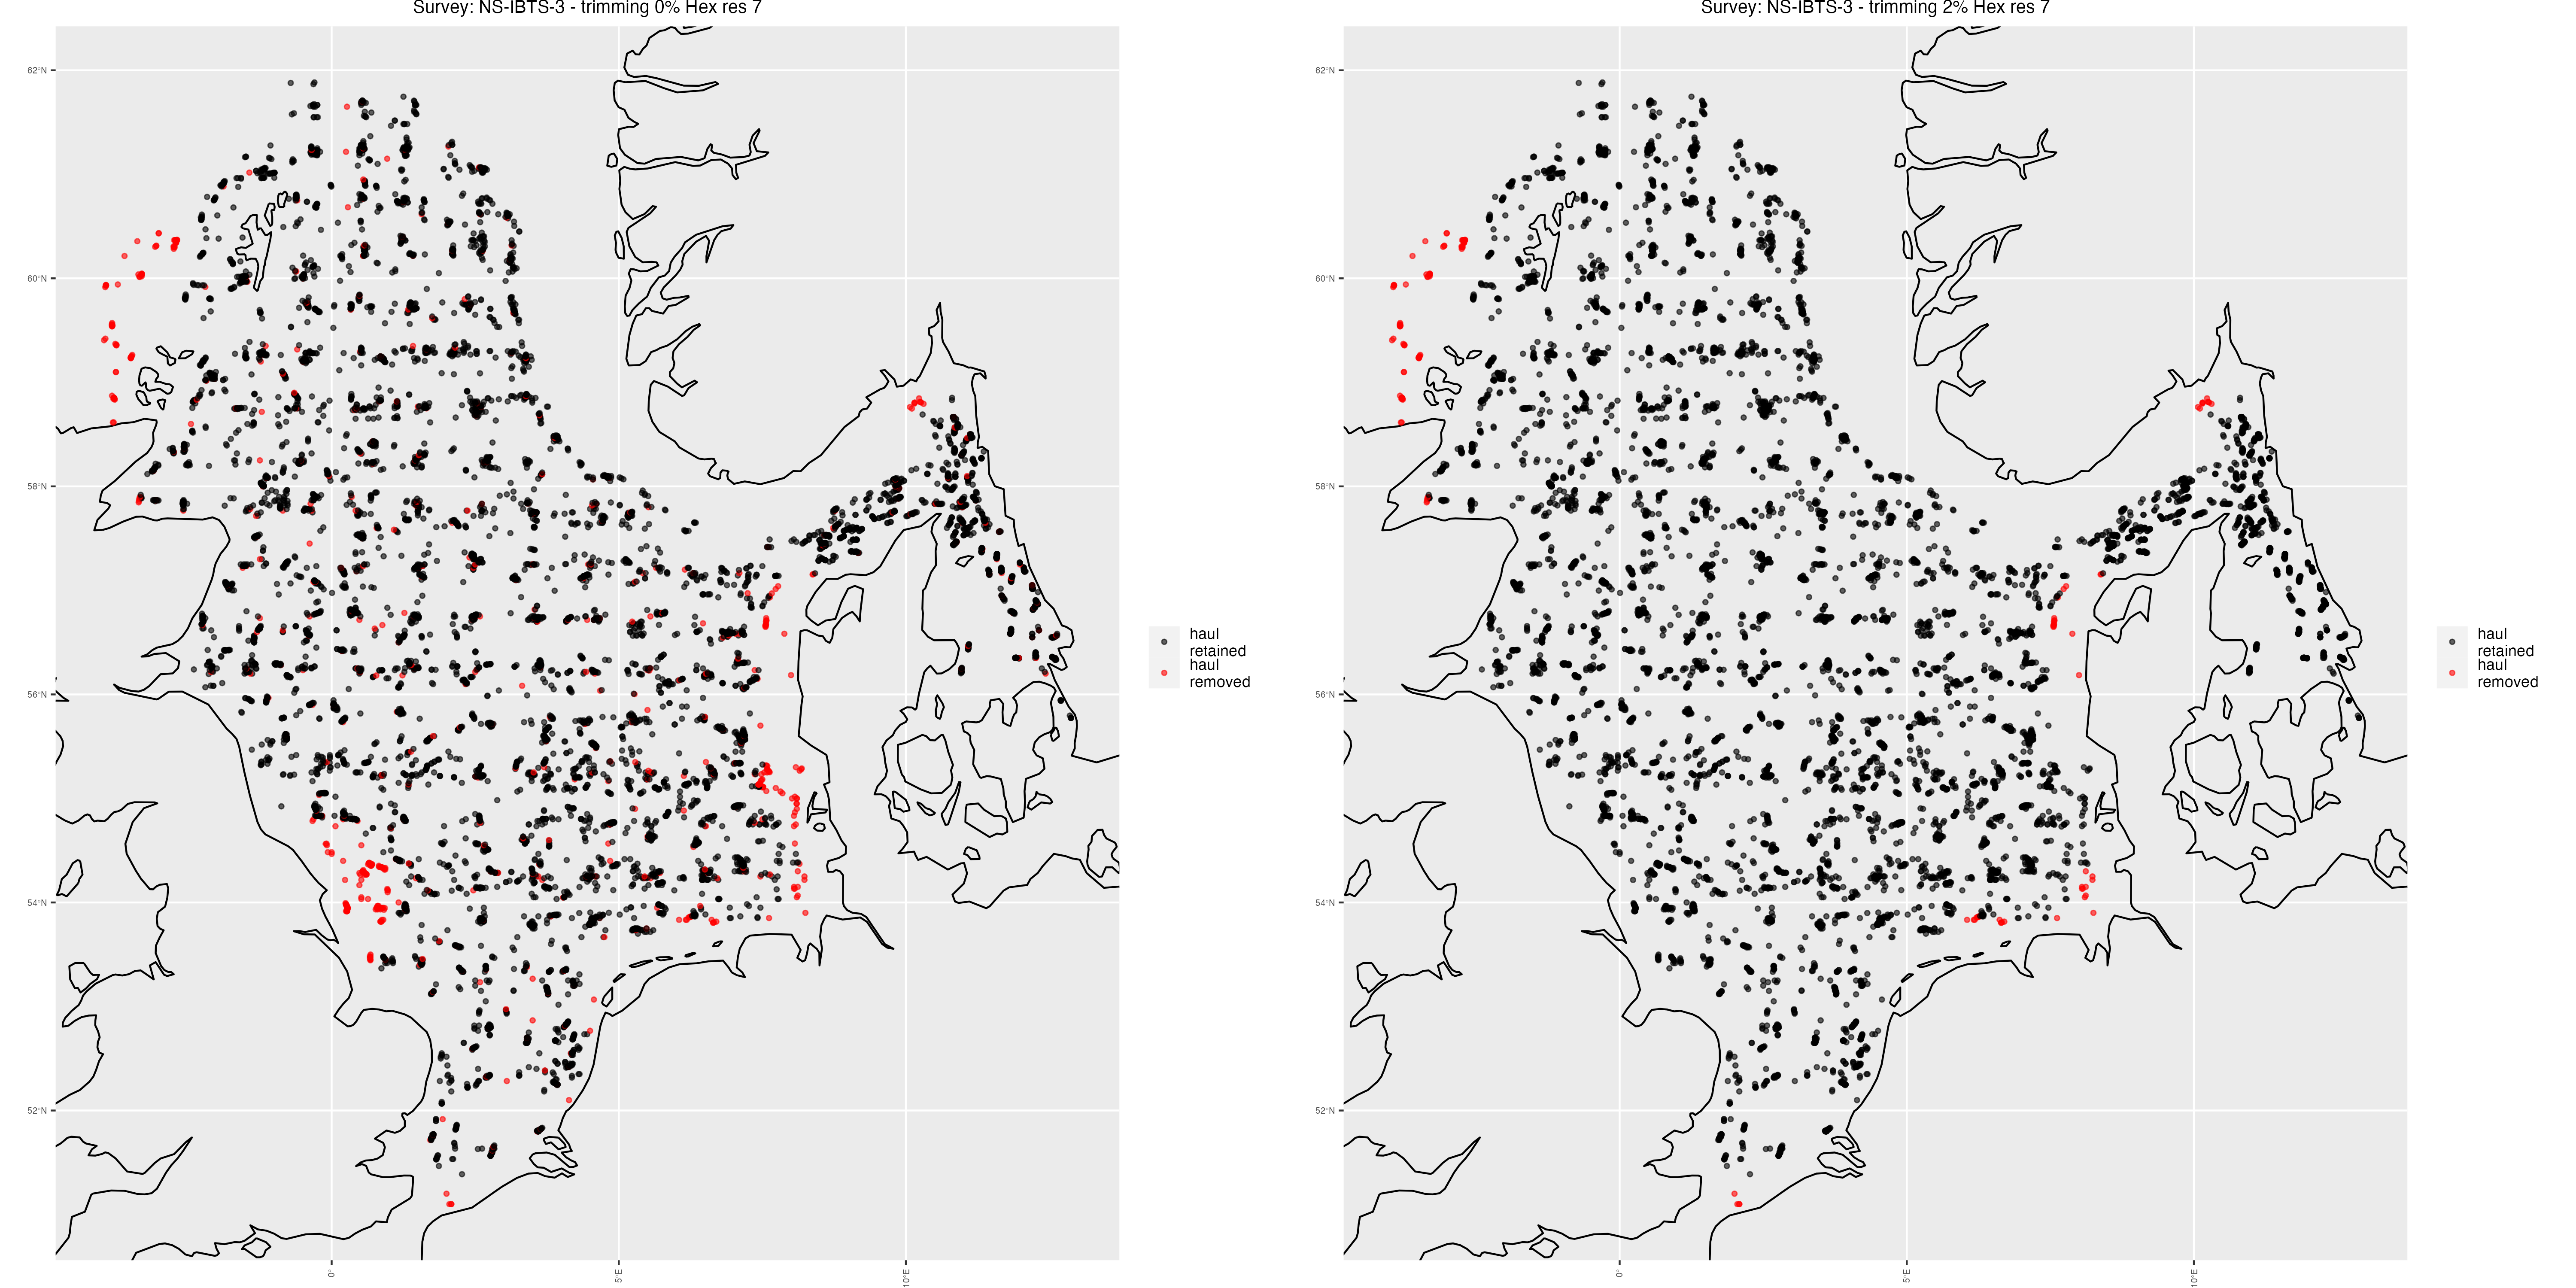 Survey: NS-IBTS-3 - trimming 0% Hex res 7
62°N
60°N
58°N
56°N
54°N
52°N
0°
5°E
10°E
haul
retained
haul
removed
Survey: NS-IBTS-3 - trimming 2% Hex res 7
62°N
60°N
58°N
56°N
54°N
52°N
0°
5°E
10°E
haul
retained
haul
removed